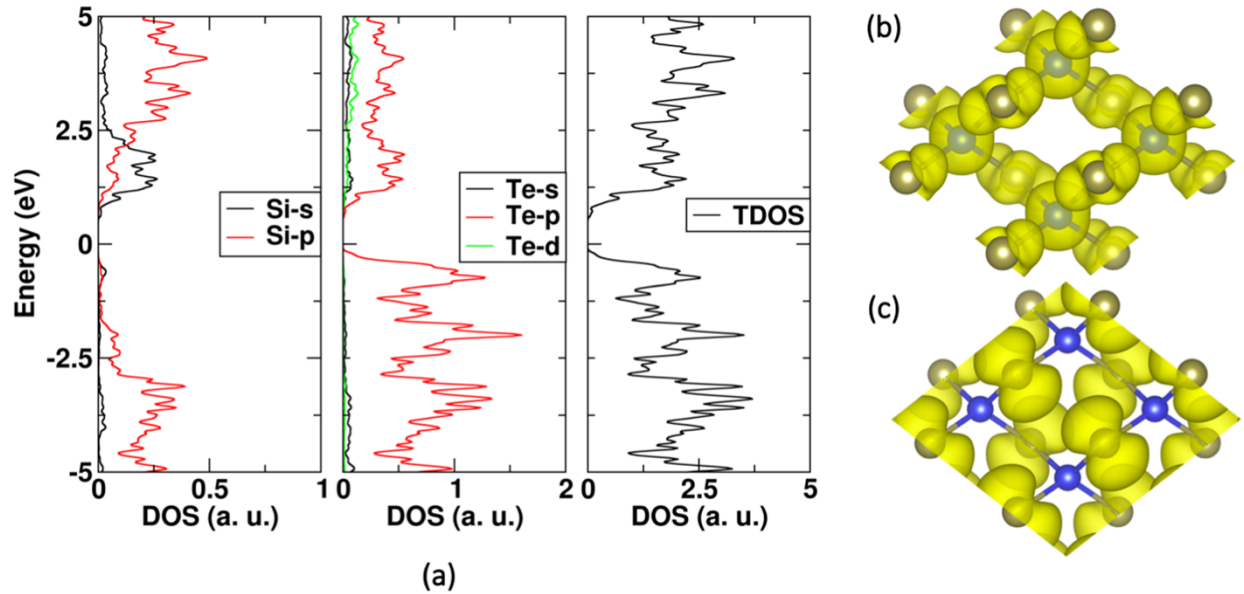 5
2.5
0
-2.5
-5
Energy (eV)
Si-s
Si-p
0
0.5
1
DOS (a. u.)
Te-s
Te-p
Te-d
0
1
2
DOS (a. u.)
TDOS
0
2.5
5
DOS (a. u.)
(a)
(b)
(c)